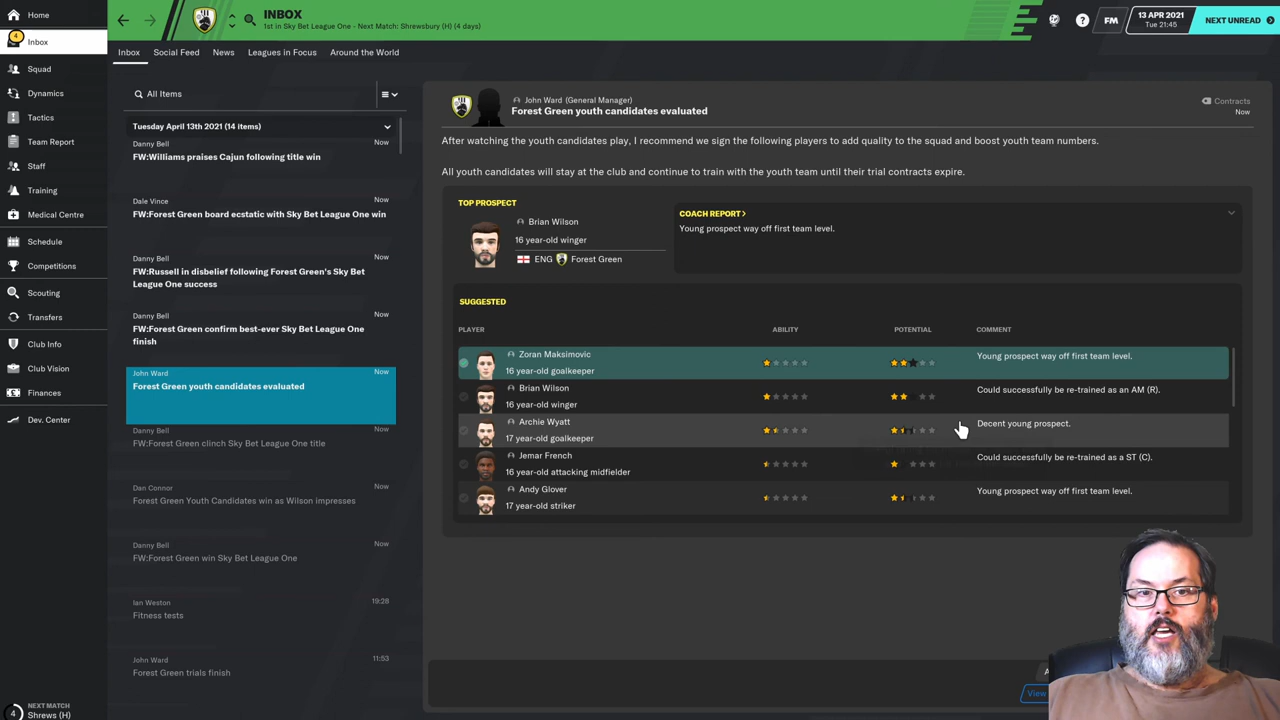 Home
INBOX
1st in Sky Bet League One - Next Match: Shrewsbury (H) (4 days)
FM
13 APR 2021
Tue 21:45
NEXT UNREAD
4
Inbox
Squad
Dynamics
Tactics
Team Report
Staff
Training
Medical Centre
Schedule
Competitions
Scouting
Transfers
Club Info
Club Vision
Finances
Dev. Center
4
NEXT MATCH
Shrews (H)
Inbox
Social Feed
News
Leagues in Focus
Around the World
All Items
Tuesday April 13th 2021 (14 items)
Danny Bell
Now
FW:Williams praises Cajun following title win
Dale Vince
Now
FW:Forest Green board ecstatic with Sky Bet League One win
Danny Bell
Now
FW:Russell in disbelief following Forest Green's Sky Bet
League One success
Danny Bell
Now
FW:Forest Green confirm best-ever Sky Bet League One
finish
John Ward
Now
Forest Green youth candidates evaluated
Danny Bell
Now
FW:Forest Green clinch Sky Bet League One title
Dan Connor
Now
Forest Green Youth Candidates win as Wilson impresses
Danny Bell
Now
FW:Forest Green win Sky Bet League One
Ian Weston
19:28
Fitness tests
John Ward
11:53
Forest Green trials finish
John Ward (General Manager)
Forest Green youth candidates evaluated
Contracts
Now
After watching the youth candidates play, I recommend we sign the following players to add quality to the squad and boost youth team numbers.
All youth candidates will stay at the club and continue to train with the youth team until their trial contracts expire.
TOP PROSPECT
Brian Wilson
16 year-old winger
ENG Forest Green
COACH REPORT >
Young prospect way off first team level.
SUGGESTED
PLAYER ABILITY POTENTIAL COMMENT
Zoran Maksimovic
16 year-old goalkeeper
Young prospect way off first team level.
Brian Wilson
16 year-old winger
Could successfully be re-trained as an AM (R).
Archie Wyatt
17 year-old goalkeeper
Decent young prospect.
Jemar French
16 year-old attacking midfielder
Could successfully be re-trained as a ST (C).
Andy Glover
17 year-old striker
Young prospect way off first team level.
View